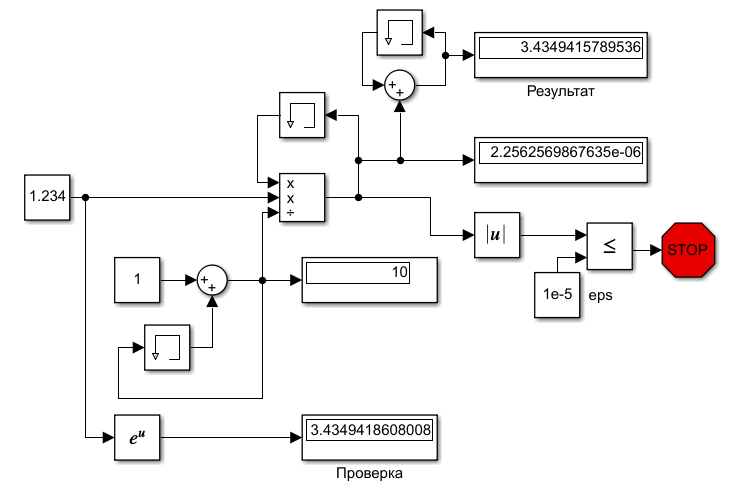 3.4349415789536
Результат
+
+
2.2562569867635e-06
1.234
x
x
÷
|u|
≤
STOP
1e-5
eps
1
+
+
10
e^u
3.4349418608008
Проверка